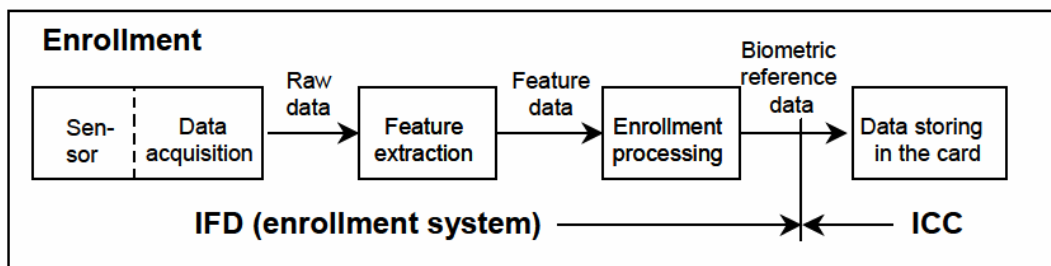 Enrollment
Sen-
sor
Data
acquisition
Raw
data
Feature
extraction
Feature
data
Enrollment
processing
Biometric
reference
data
Data storing
in the card
IFD (enrollment system)
ICC